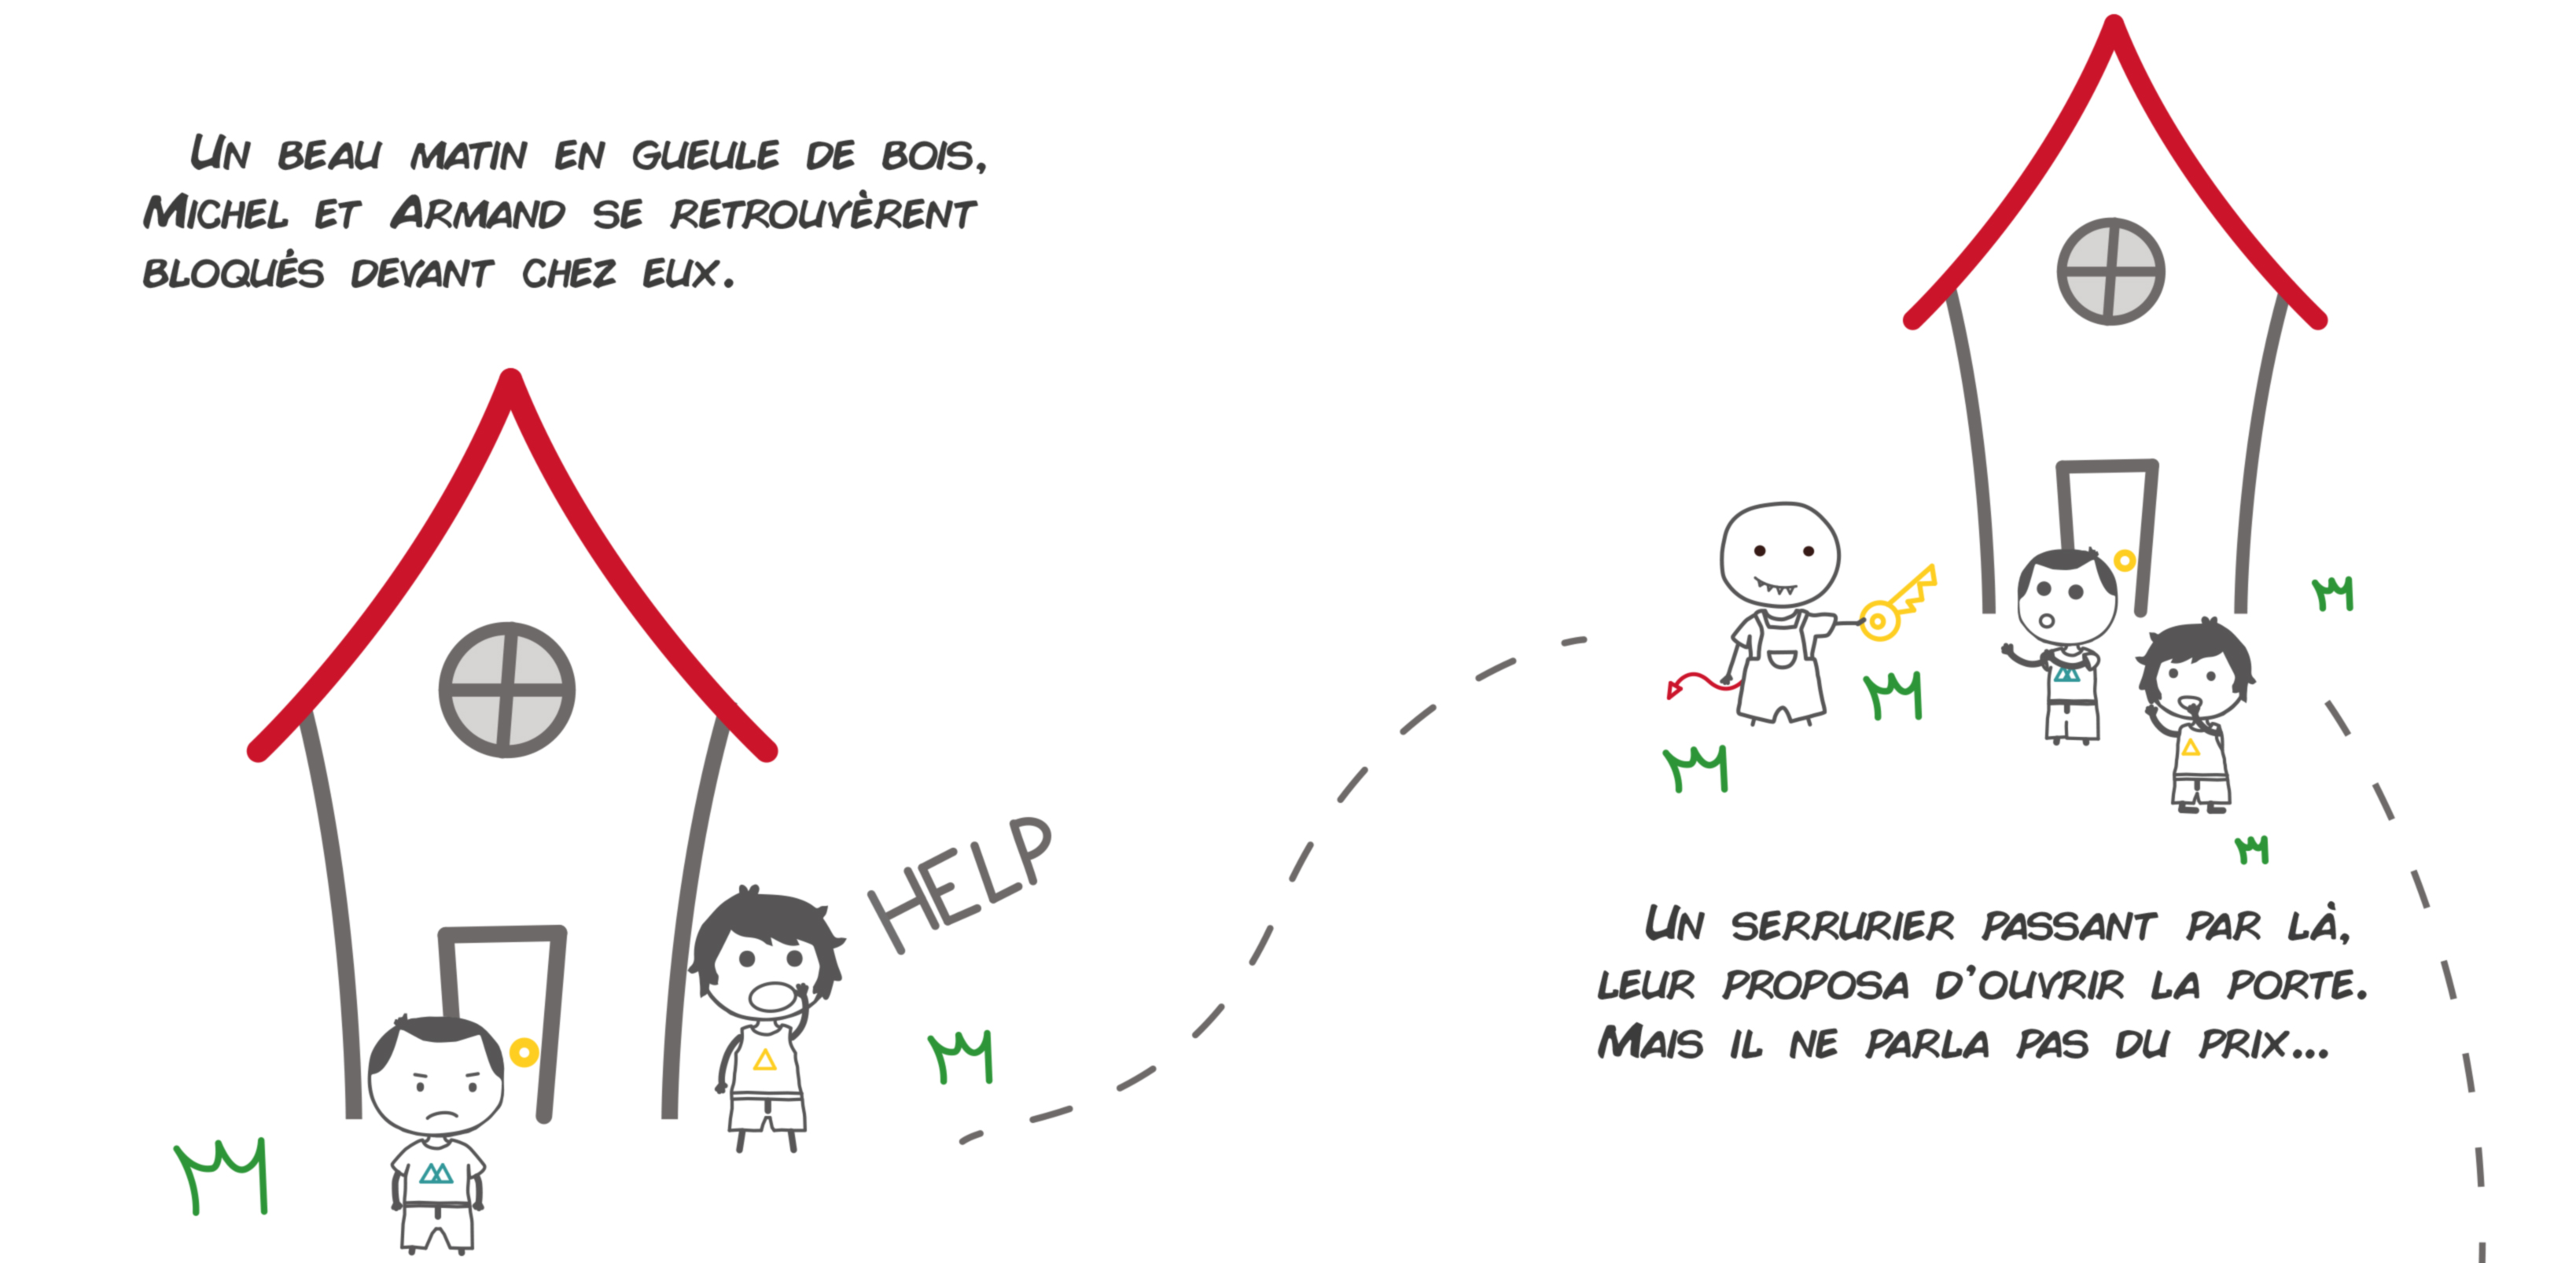 Un beau matin en gueule de bois,
Michel et Armand se retrouvèrent
bloqués devant chez eux.
HELP
Un serrurier passant par là,
leur proposa d'ouvrir la porte.
Mais il ne parla pas du prix...